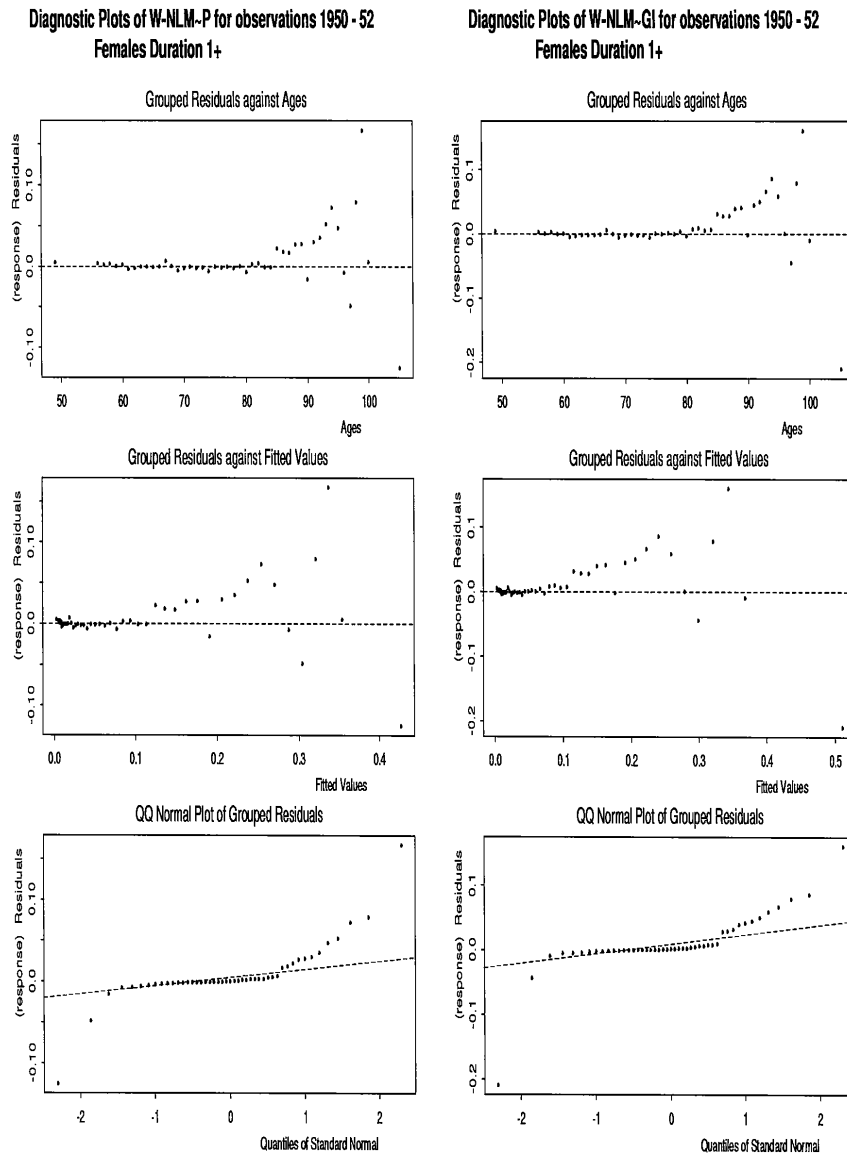 Diagnostic Plots of W-NLM~P for observations 1950 - 52
Females Duration 1+
Grouped Residuals against Ages
(response) Residuals
0.10
0.0
-0.10
50 60 70 80 90 100
Ages
Grouped Residuals against Fitted Values
(response) Residuals
0.10
0.0
-0.10
0.0 0.1 0.2 0.3 0.4
Fitted Values
QQ Normal Plot of Grouped Residuals
(response) Residuals
0.10
0.0
-0.10
-2 -1 0 1 2
Quantiles of Standard Normal
Diagnostic Plots of W-NLM~GI for observations 1950 - 52
Females Duration 1+
Grouped Residuals against Ages
(response) Residuals
0.1
0.0
-0.1
-0.2
50 60 70 80 90 100
Ages
Grouped Residuals against Fitted Values
(response) Residuals
0.1
0.0
-0.1
-0.2
0.0 0.1 0.2 0.3 0.4 0.5
Fitted Values
QQ Normal Plot of Grouped Residuals
(response) Residuals
0.1
0.0
-0.1
-0.2
-2 -1 0 1 2
Quantiles of Standard Normal